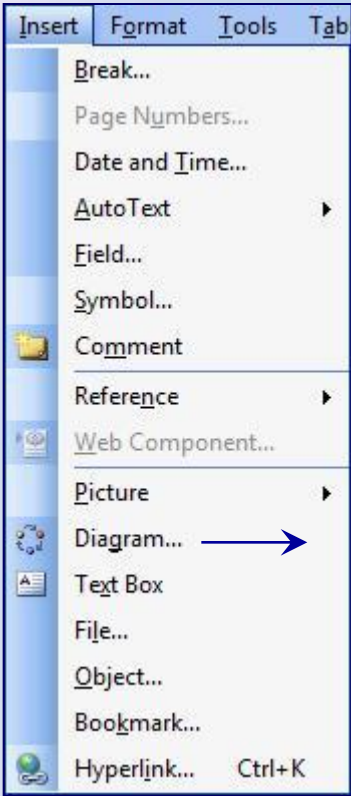 Insert Format Tools Tab
Break...
Page Numbers...
Date and Time...
AutoText
Field...
Symbol...
Comment
Reference
Web Component...
Picture
Diagram...
Text Box
File...
Object...
Bookmark...
Hyperlink... Ctrl+K